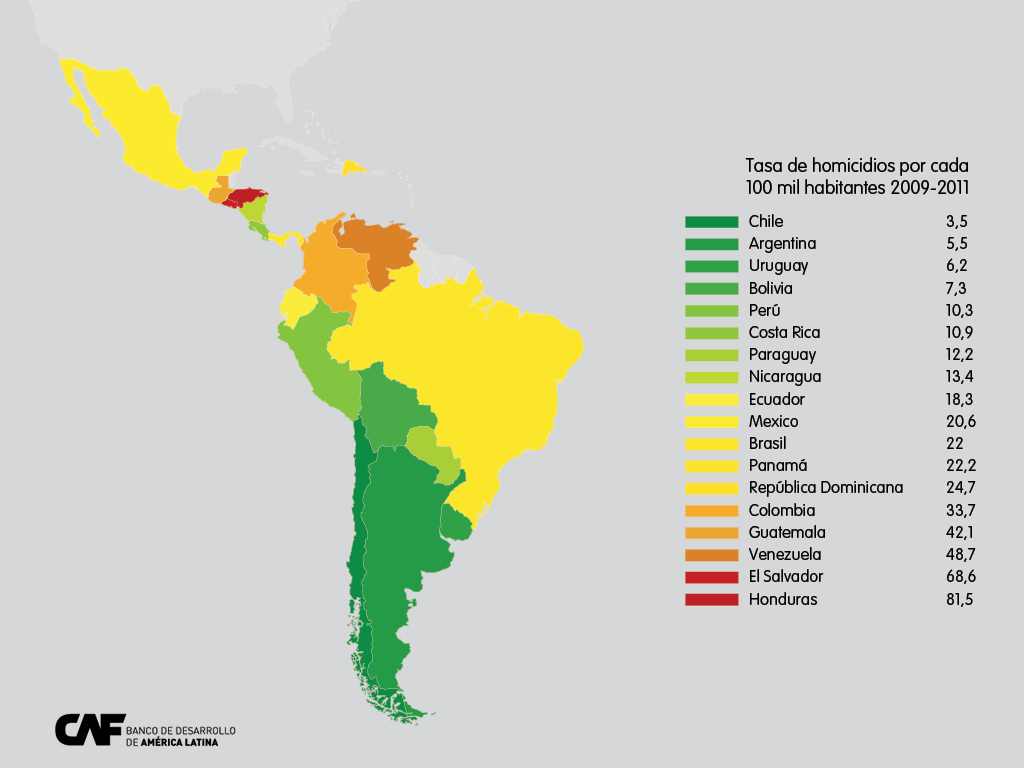 Tasa de homicidios por cada
100 mil habitantes 2009-2011
Chile 3,5
Argentina 5,5
Uruguay 6,2
Bolivia 7,3
Perú 10,3
Costa Rica 10,9
Paraguay 12,2
Nicaragua 13,4
Ecuador 18,3
Mexico 20,6
Brasil 22
Panamá 22,2
República Dominicana 24,7
Colombia 33,7
Guatemala 42,1
Venezuela 48,7
El Salvador 68,6
Honduras 81,5
CAF BANCO DE DESARROLLO
DE AMÉRICA LATINA